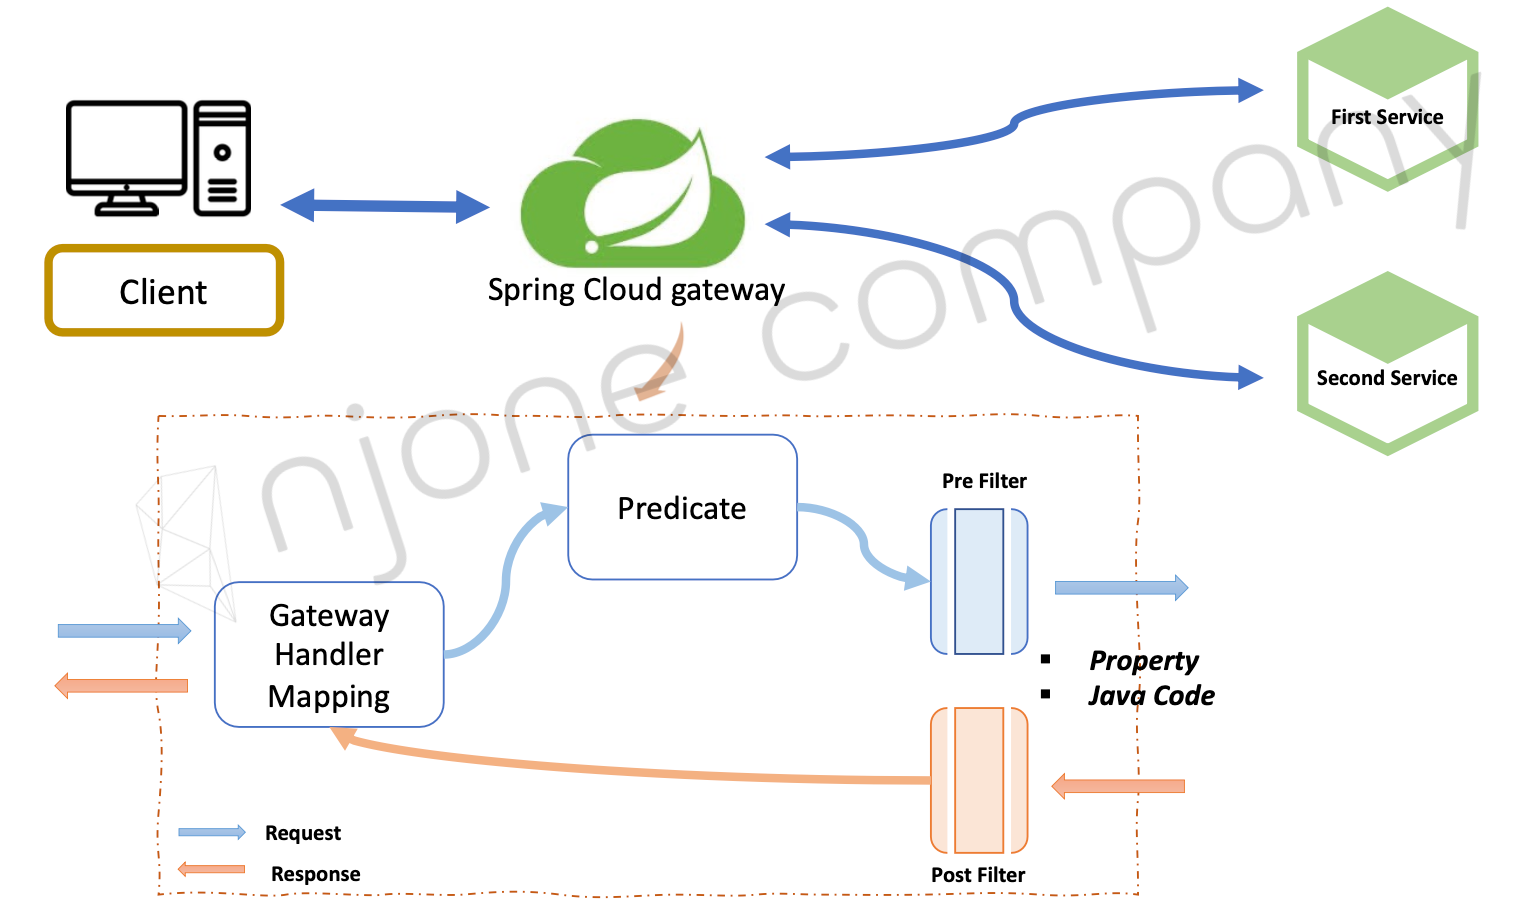 First Service
Client
Spring Cloud gateway
Second Service
njone company
Pre Filter
Predicate
Gateway
Handler
Mapping
Property
Java Code
Request
Response
Post Filter